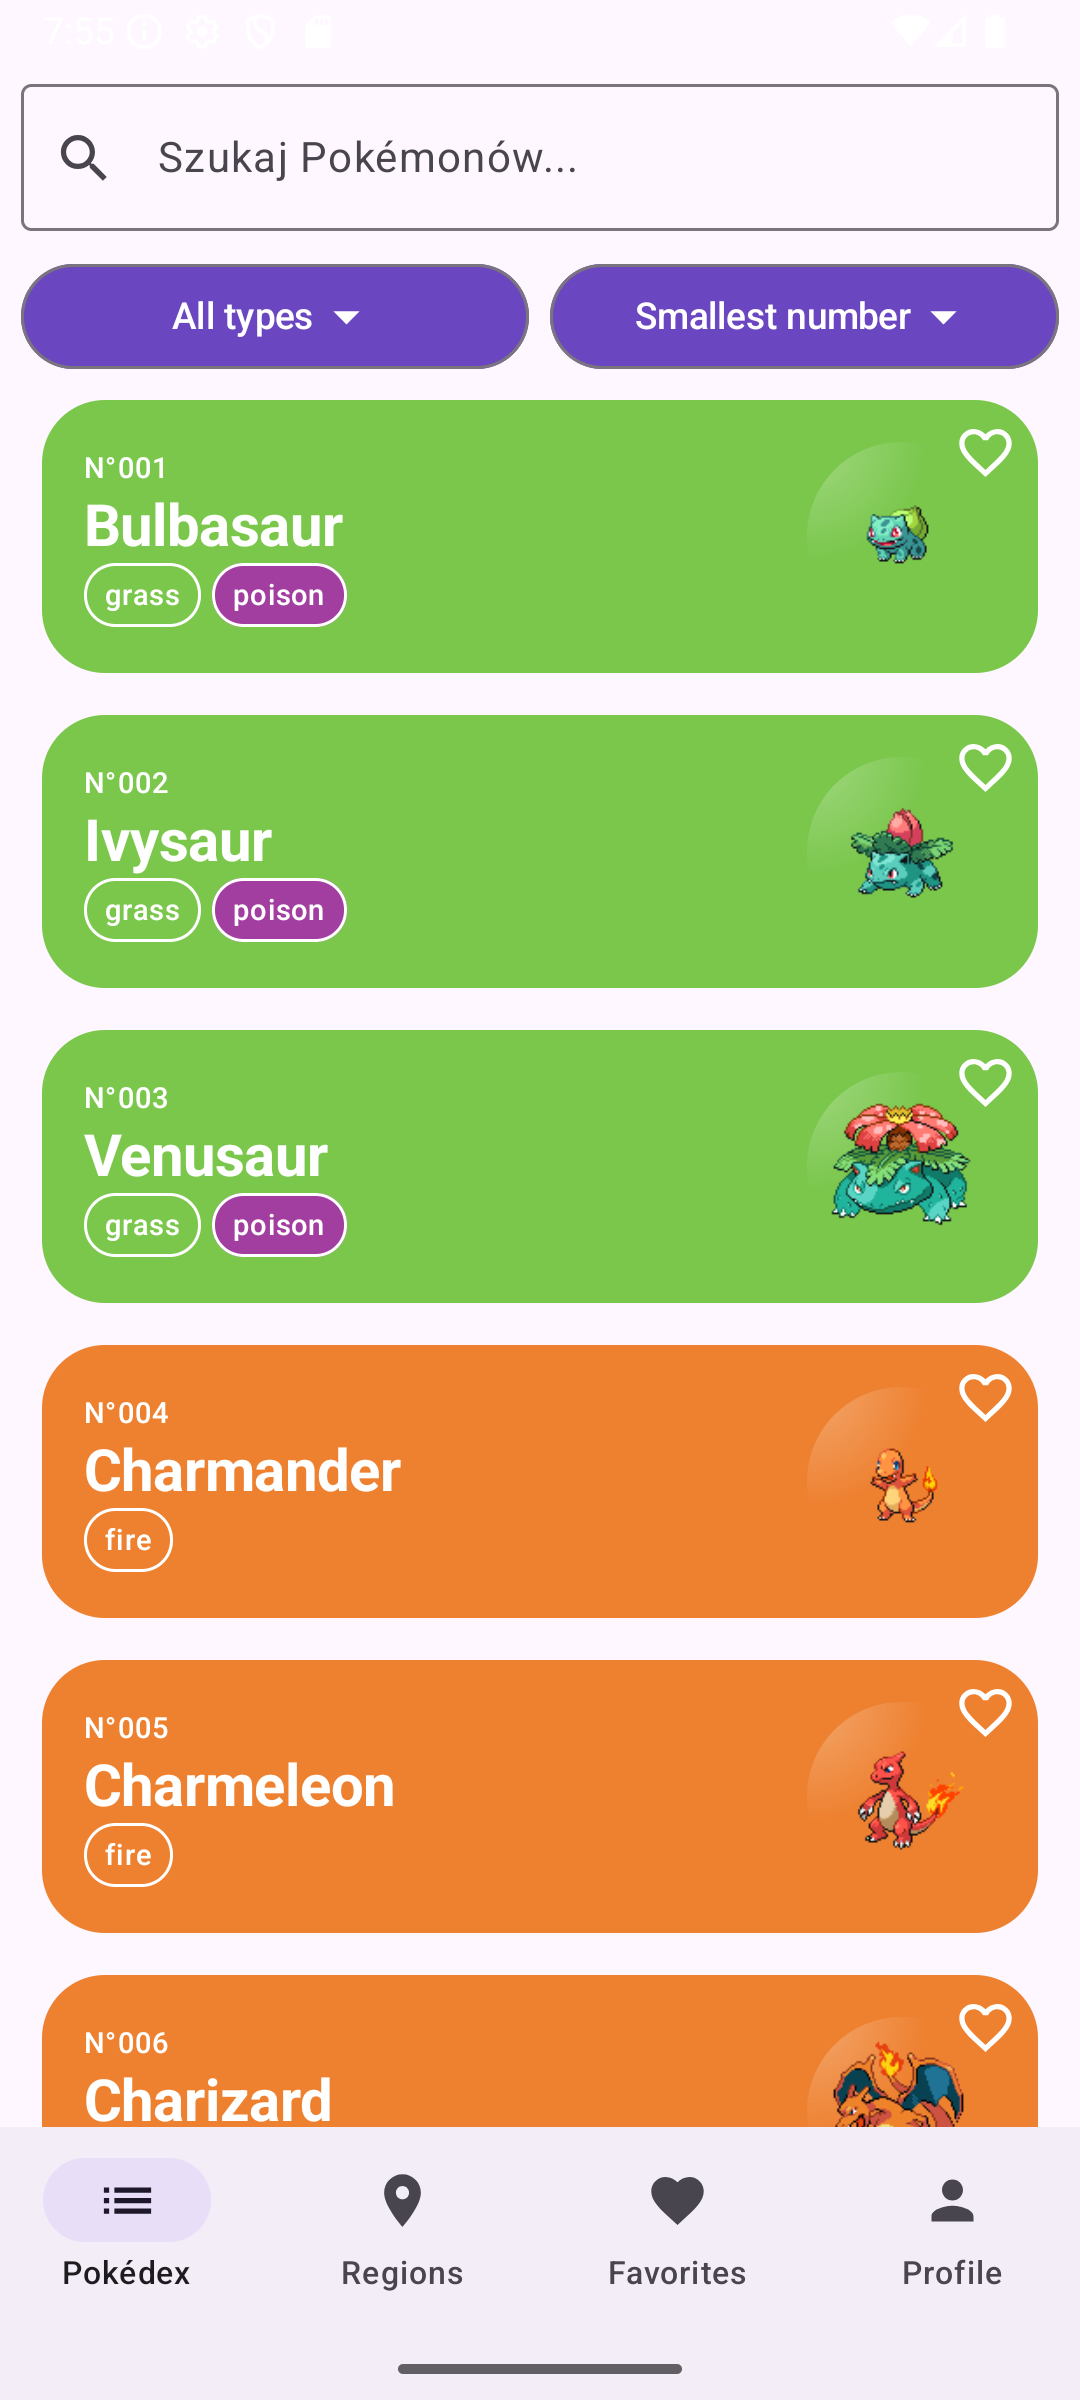 7:55
Szukaj Pokémonów...
All types
Smallest number
N°001
Bulbasaur
grass poison
N°002
Ivysaur
grass poison
N°003
Venusaur
grass poison
N°004
Charmander
fire
N°005
Charmeleon
fire
N°006
Charizard
Pokédex Regions Favorites Profile